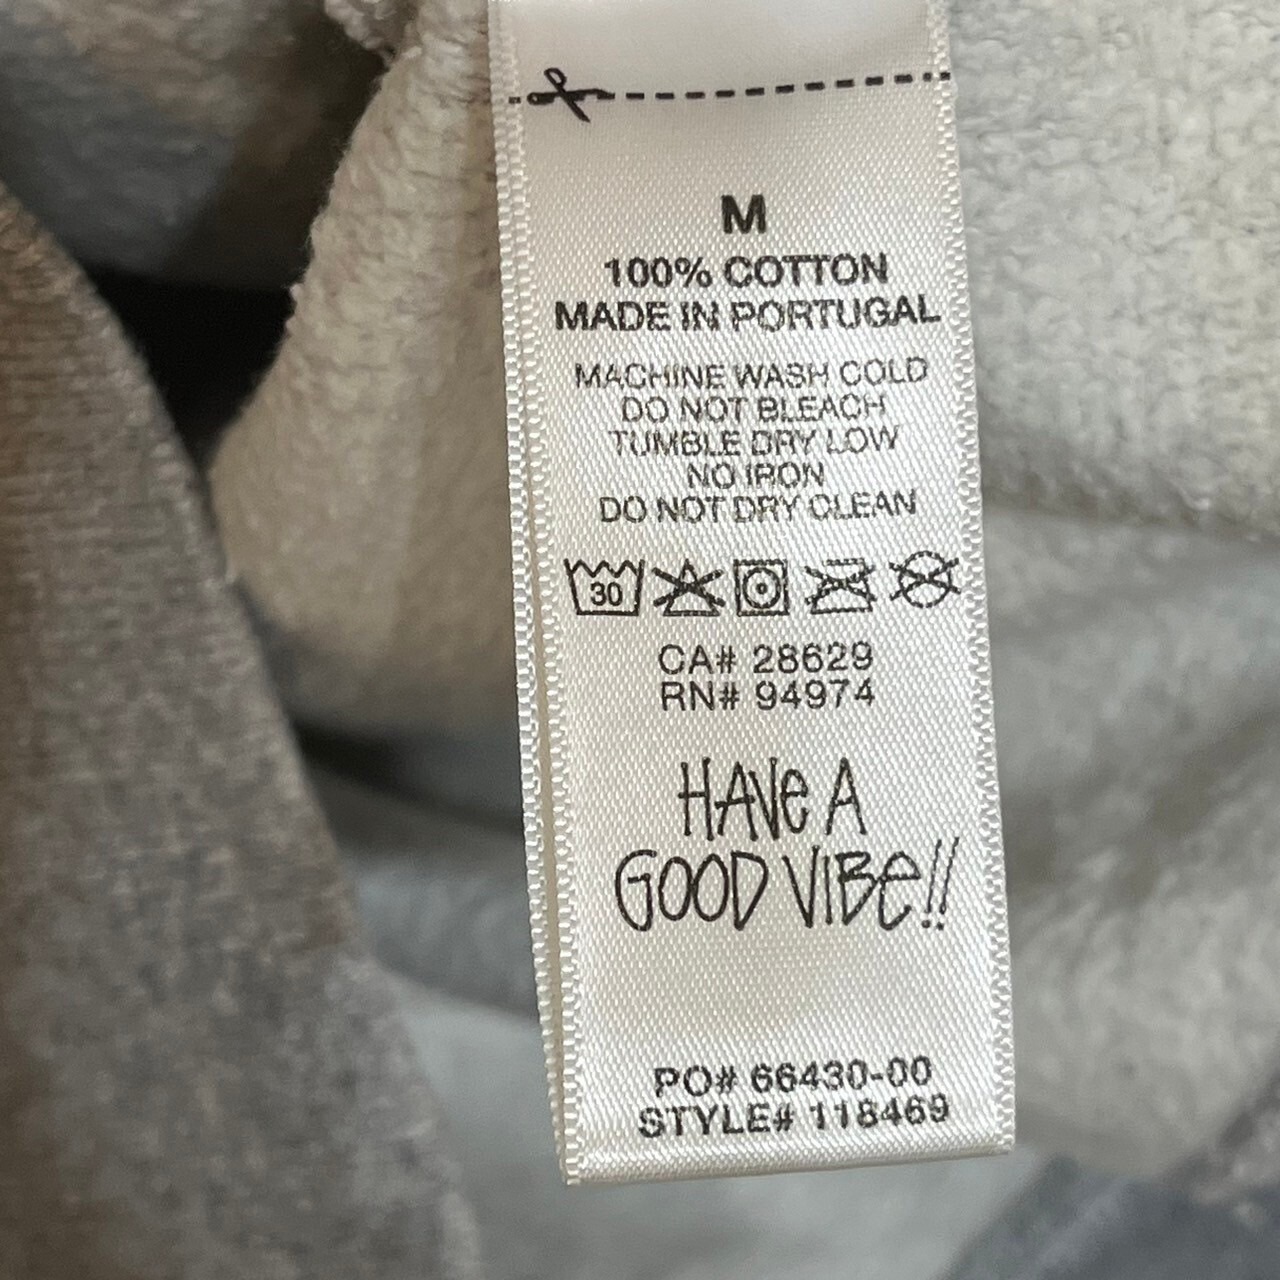 M
100% COTTON
MADE IN PORTUGAL
MACHINE WASH COLD
DO NOT BLEACH
TUMBLE DRY LOW
NO IRON
DO NOT DRY CLEAN
30
CA# 28629
RN# 94974
HAVe A
GOOD VIBe!!
PO# 66430-00
STYLE# 118469